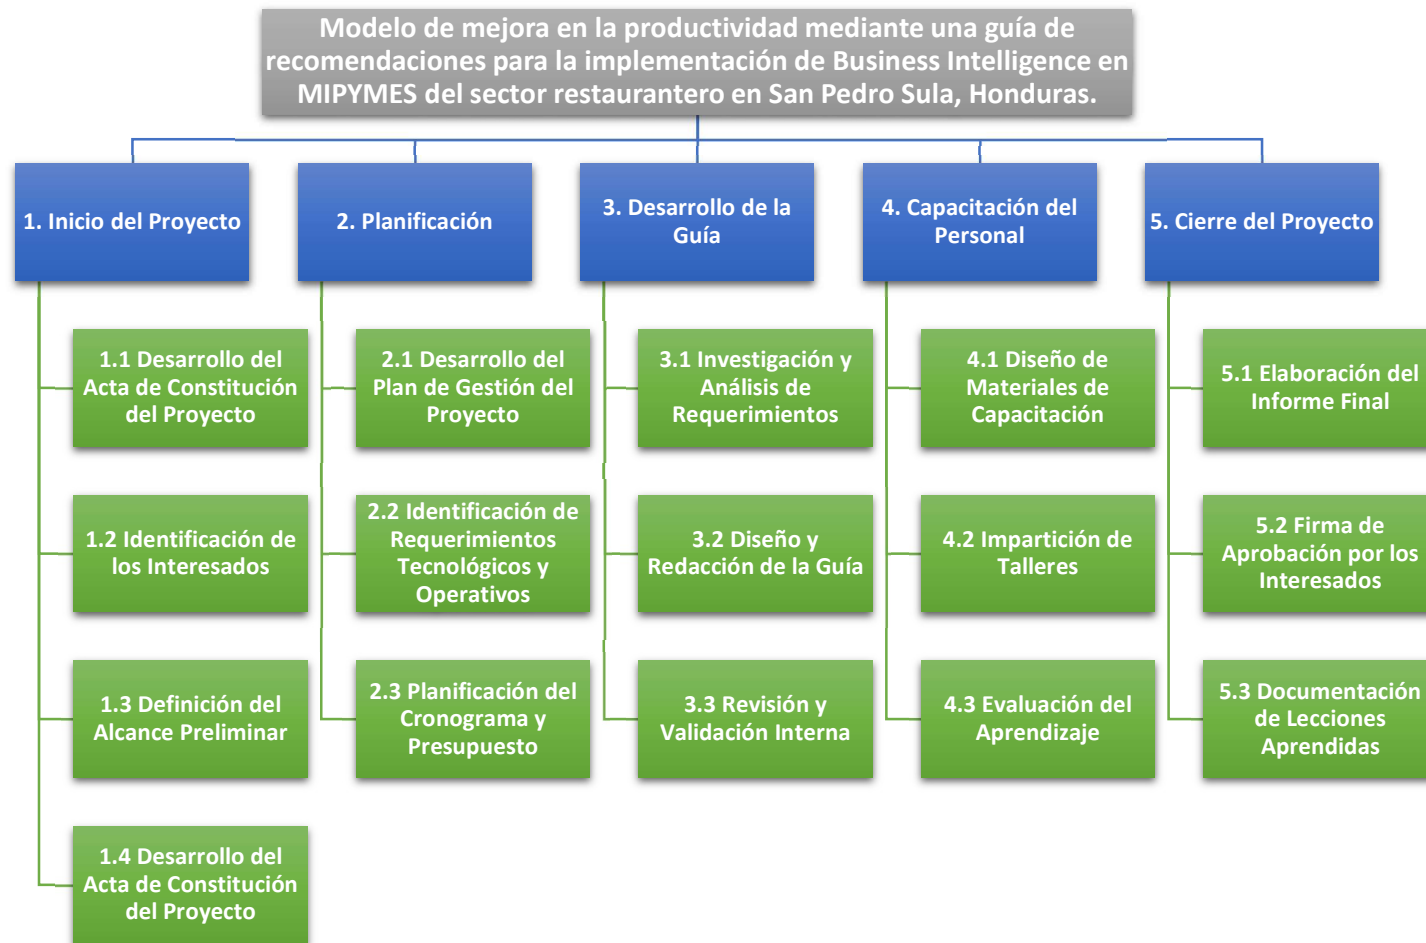 Modelo de mejora en la productividad mediante una guía de
recomendaciones para la implementación de Business Intelligence en
MIPYMES del sector restaurantero en San Pedro Sula, Honduras.
1. Inicio del Proyecto
2. Planificación
3. Desarrollo de la
Guía
4. Capacitación del
Personal
5. Cierre del Proyecto
1.1 Desarrollo del
Acta de Constitución
del Proyecto
2.1 Desarrollo del
Plan de Gestión del
Proyecto
3.1 Investigación y
Análisis de
Requerimientos
4.1 Diseño de
Materiales de
Capacitación
5.1 Elaboración del
Informe Final
1.2 Identificación de
los Interesados
2.2 Identificación de
Requerimientos
Tecnológicos y
Operativos
3.2 Diseño y
Redacción de la Guía
4.2 Impartición de
Talleres
5.2 Firma de
Aprobación por los
Interesados
1.3 Definición del
Alcance Preliminar
2.3 Planificación del
Cronograma y
Presupuesto
3.3 Revisión y
Validación Interna
4.3 Evaluación del
Aprendizaje
5.3 Documentación
de Lecciones
Aprendidas
1.4 Desarrollo del
Acta de Constitución
del Proyecto